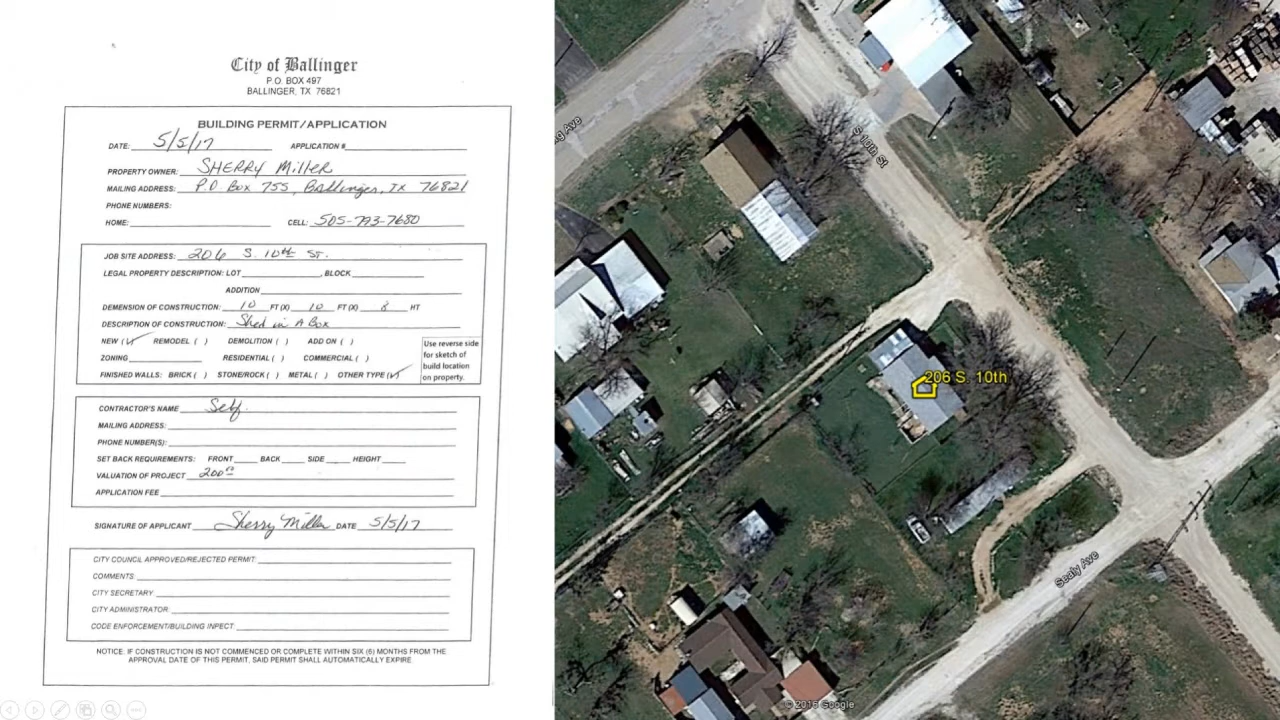 City of Ballinger
P.O. BOX 497
BALLINGER, TX 76821
BUILDING PERMIT/APPLICATION
DATE: 5/5/17 APPLICATION #
PROPERTY OWNER: SHERRY Miller
MAILING ADDRESS: P.O Box 755, Ballinger, TX 76821
PHONE NUMBERS:
HOME: CELL: 505-793-7680
JOB SITE ADDRESS: 206 S. 10th ST.
LEGAL PROPERTY DESCRIPTION: LOT , BLOCK
ADDITION
DEMENSION OF CONSTRUCTION: 10 FT (X) 10 FT (X) 8 HT
DESCRIPTION OF CONSTRUCTION: Shed in A Box
NEW (✓) REMODEL ( ) DEMOLITION ( ) ADD ON ( )
ZONING RESIDENTIAL ( ) COMMERCIAL ( )
FINISHED WALLS: BRICK ( ) STONE/ROCK ( ) METAL ( ) OTHER TYPE (✓)
Use reverse side
for sketch of
build location
on property.
CONTRACTOR'S NAME Self
MAILING ADDRESS:
PHONE NUMBER(S):
SET BACK REQUIREMENTS: FRONT BACK SIDE HEIGHT
VALUATION OF PROJECT 200.00
APPLICATION FEE
SIGNATURE OF APPLICANT Sherry Miller DATE 5/5/17
CITY COUNCIL APPROVED/REJECTED PERMIT:
COMMENTS:
CITY SECRETARY:
CITY ADMINISTRATOR:
CODE ENFORCEMENT/BUILDING INPECT:
NOTICE: IF CONSTRUCTION IS NOT COMMENCED OR COMPLETE WITHIN SIX (6) MONTHS FROM THE
APPROVAL DATE OF THIS PERMIT, SAID PERMIT SHALL AUTOMATICALLY EXPIRE
Ave
S 10th St
206 S. 10th
Sealy Ave
© 2016 Google